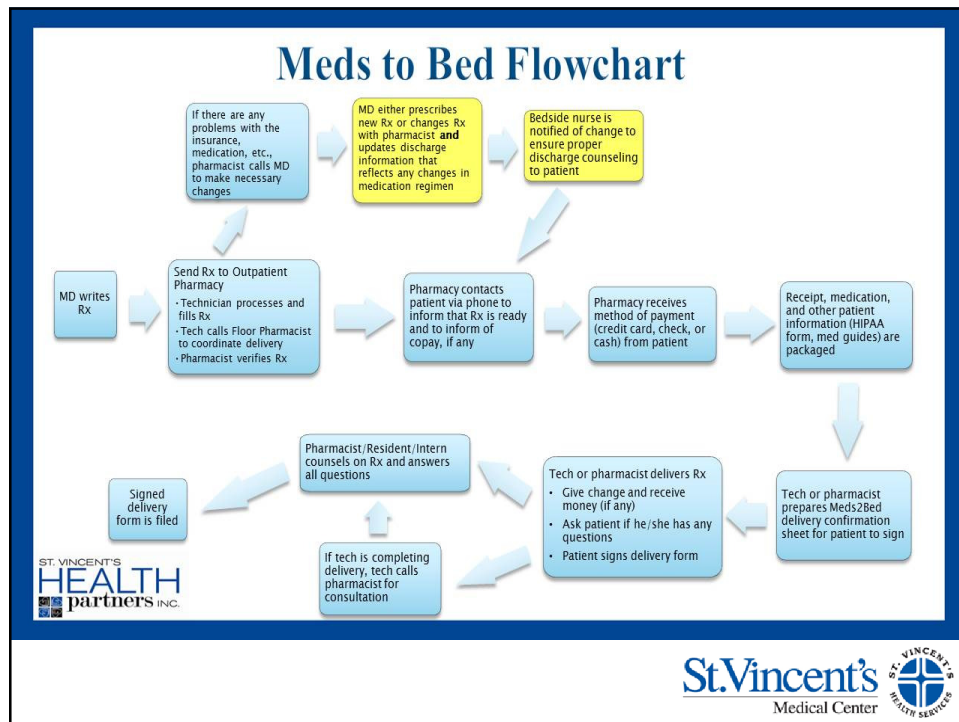 Meds to Bed Flowchart
If there are any
problems with the
insurance,
medication, etc.,
pharmacist calls MD
to make necessary
changes
MD either prescribes
new Rx or changes Rx
with pharmacist and
updates discharge
information that
reflects any changes in
medication regimen
Bedside nurse is
notified of change to
ensure proper
discharge counseling
to patient
MD writes
Rx
Send Rx to Outpatient
Pharmacy
• Technician processes and
fills Rx
• Tech calls Floor Pharmacist
to coordinate delivery
• Pharmacist verifies Rx
Pharmacy contacts
patient via phone to
inform that Rx is ready
and to inform of
copay, if any
Pharmacy receives
method of payment
(credit card, check, or
cash) from patient
Receipt, medication,
and other patient
information (HIPAA
form, med guides) are
packaged
Tech or pharmacist
prepares Meds2Bed
delivery confirmation
sheet for patient to sign
Tech or pharmacist delivers Rx
• Give change and receive
money (if any)
• Ask patient if he/she has any
questions
• Patient signs delivery form
Pharmacist/Resident/Intern
counsels on Rx and answers
all questions
If tech is completing
delivery, tech calls
pharmacist for
consultation
Signed
delivery
form is filed
ST. VINCENT'S
HEALTH
partners INC.
St.Vincent's
Medical Center
ST. VINCENT'S
HEALTH SERVICES